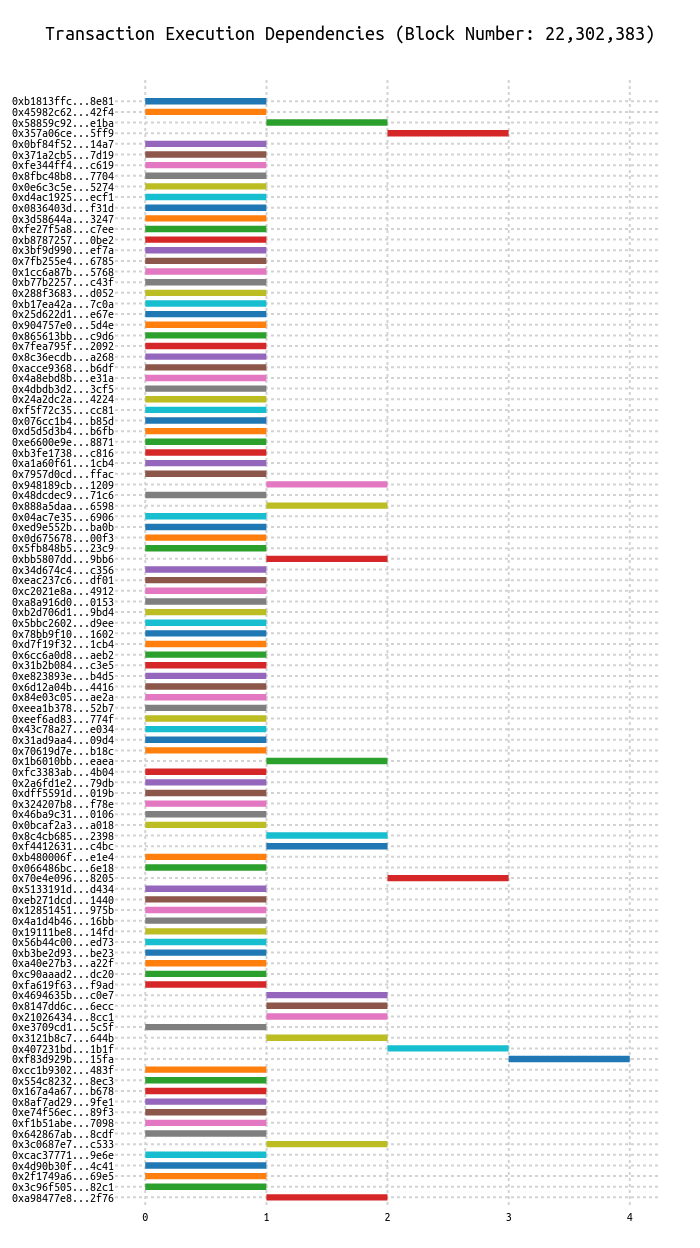 Transaction Execution Dependencies (Block Number: 22,302,383)
0xb1813ffc...8e81
0x45982c62...42f4
0x58859c92...e1ba
0x357a06ce...5ff9
0x0bf84f52...14a7
0x371a2cb5...7d19
0xfe344ff4...c619
0x8fbc48b8...7704
0x0e6c3c5e...5274
0xd4ac1925...ecf1
0x0836403d...f31d
0x3d58644a...3247
0xfe27f5a8...c7ee
0xb8787257...0be2
0x3bf9d990...ef7a
0x7fb255e4...6785
0x1cc6a87b...5768
0xb77b2257...c43f
0x288f3683...d052
0xb17ea42a...7c0a
0x25d622d1...e67e
0x904757e0...5d4e
0x865613bb...c9d6
0x7fea795f...2092
0x8c36ecdb...a268
0xacce9368...b6df
0x4a8ebd8b...e31a
0x4dbdb3d2...3cf5
0x24a2dc2a...4224
0xf5f72c35...cc81
0x076cc1b4...b85d
0xd5d5d3b4...b6fb
0xe6600e9e...8871
0xb3fe1738...c816
0xa1a60f61...1cb4
0x7957d0cd...ffac
0x948189cb...1209
0x48dcdec9...71c6
0x888a5daa...6598
0x04ac7e35...6906
0xed9e552b...ba0b
0x0d675678...00f3
0x5fb848b5...23c9
0xbb5807dd...9bb6
0x34d674c4...c356
0xeac237c6...df01
0xc2021e8a...4912
0xa8a916d0...0153
0xb2d706d1...9bd4
0x5bbc2602...d9ee
0x78bb9f10...1602
0xd7f19f32...1cb4
0x6cc6a0d8...aeb2
0x31b2b084...c3e5
0xe823893e...b4d5
0x6d12a04b...4416
0x84e03c05...ae2a
0xeea1b378...52b7
0xeef6ad83...774f
0x43c78a27...e034
0x31ad9aa4...09d4
0x70619d7e...b18c
0x1b6010bb...eaea
0xfc3383ab...4b04
0x2a6fd1e2...79db
0xdff5591d...019b
0x324207b8...f78e
0x46ba9c31...0106
0x0bcaf2a3...a018
0x8c4cb685...2398
0xf4412631...c4bc
0xb480006f...e1e4
0x066486bc...6e18
0x70e4e096...8205
0x5133191d...d434
0xeb271dcd...1440
0x12851451...975b
0x4a1d4b46...16bb
0x19111be8...14fd
0x56b44c00...ed73
0xb3be2d93...be23
0xa40e27b3...a22f
0xc90aaad2...dc20
0xfa619f63...f9ad
0x4694635b...c0e7
0x8147dd6c...6ecc
0x21026434...8cc1
0xe3709cd1...5c5f
0x3121b8c7...644b
0x407231bd...1b1f
0xf83d929b...15fa
0xcc1b9302...483f
0x554c8232...8ec3
0x167a4a67...b678
0x8af7ad29...9fe1
0xe74f56ec...89f3
0xf1b51abe...7098
0x642867ab...8cdf
0x3c0687e7...c533
0xcac37771...9e6e
0x4d90b30f...4c41
0x2f1749a6...69e5
0x3c96f505...82c1
0xa98477e8...2f76
0 1 2 3 4